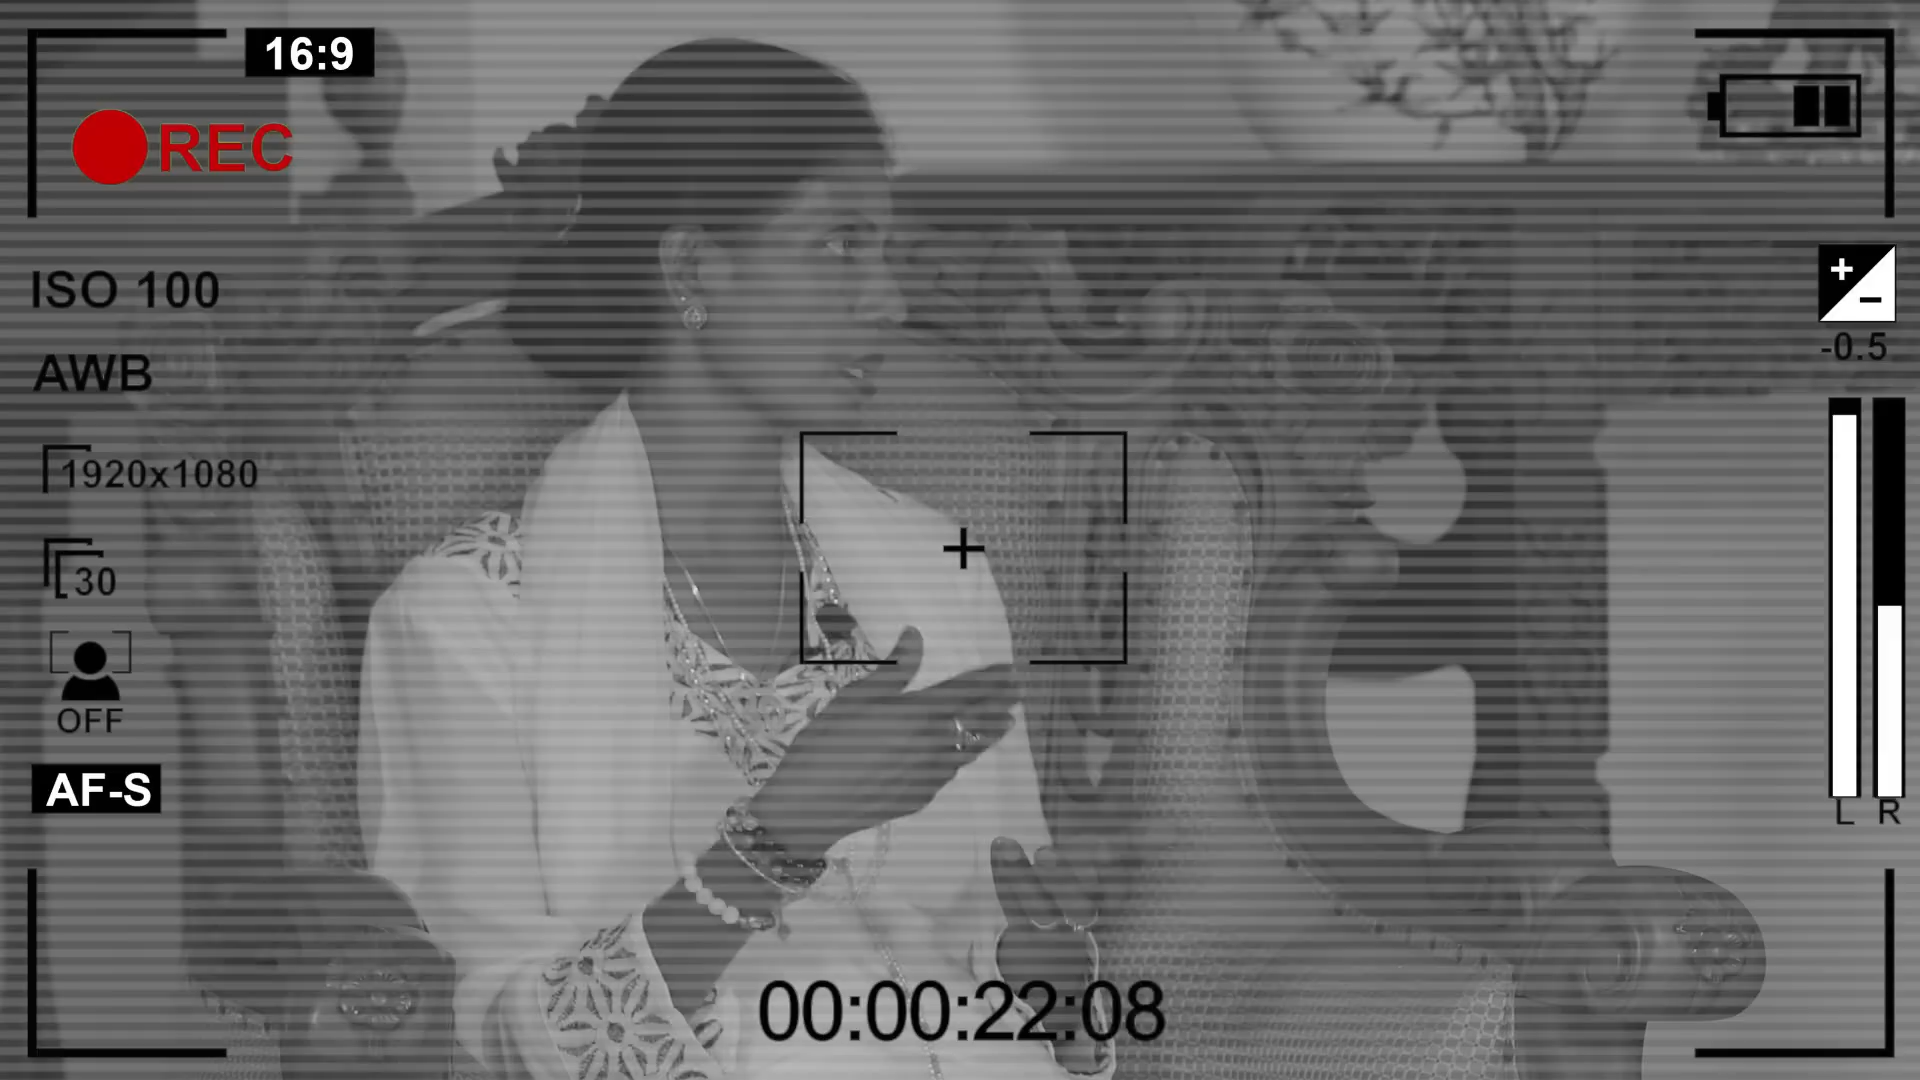 16:9
REC
ISO 100
AWB
-0.5
1920x1080
30
OFF
AF-S
L R
00:00:22:08